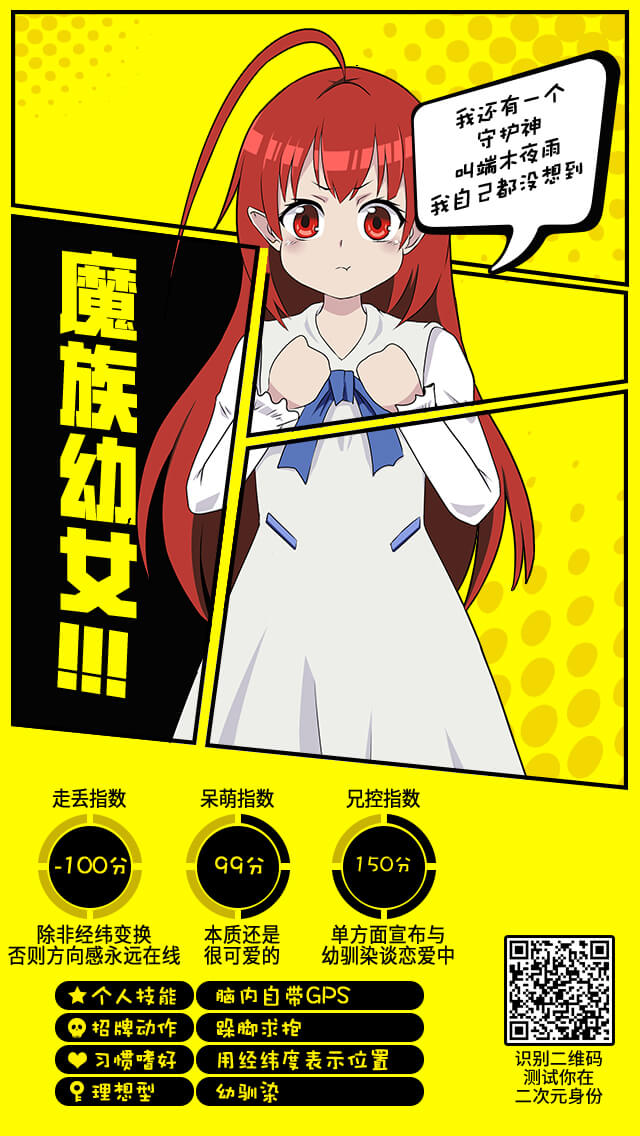 我还有一个
守护神
叫端木夜雨
我自己都没想到
魔族幼女!!!
走丢指数
呆萌指数
兄控指数
-100分
99分
150分
除非经纬变换
否则方向感永远在线
本质还是
很可爱的
单方面宣布与
幼驯染谈恋爱中
个人技能
脑内自带GPS
招牌动作
跺脚求抱
习惯嗜好
用经纬度表示位置
理想型
幼驯染
识别二维码
测试你在
二次元身份